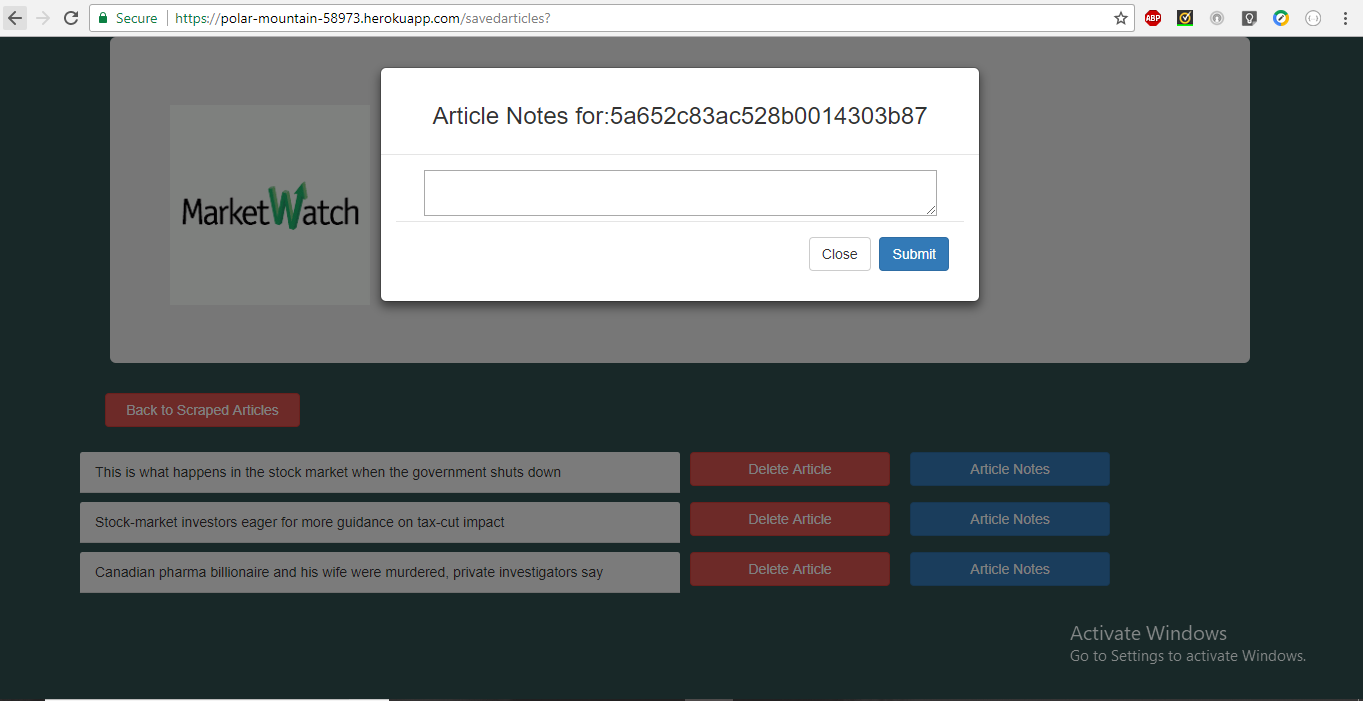 Secure
https://polar-mountain-58973.herokuapp.com/savedarticles?
ABP
Article Notes for:5a652c83ac528b0014303b87
MarketWatch
Close
Submit
Back to Scraped Articles
This is what happens in the stock market when the government shuts down
Delete Article
Article Notes
Stock-market investors eager for more guidance on tax-cut impact
Delete Article
Article Notes
Canadian pharma billionaire and his wife were murdered, private investigators say
Delete Article
Article Notes
Activate Windows
Go to Settings to activate Windows.